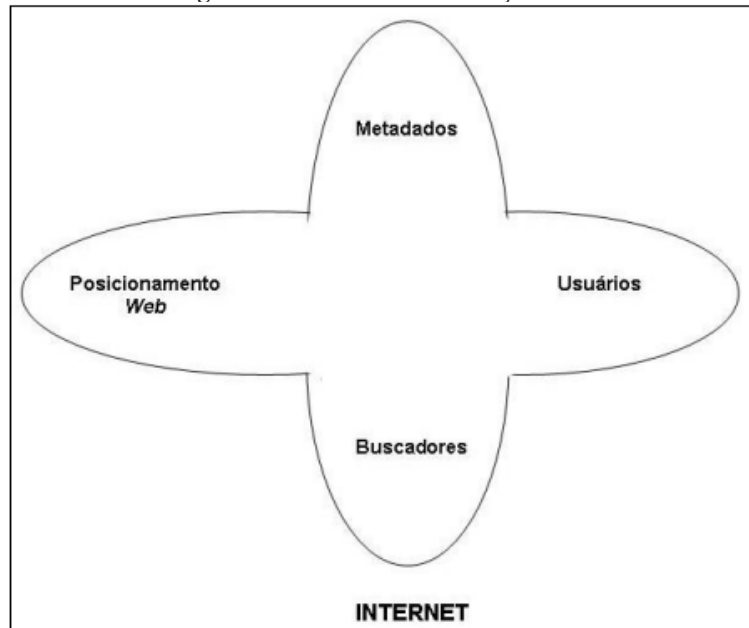 Metadados
Posicionamento
Web
Usuários
Buscadores
INTERNET